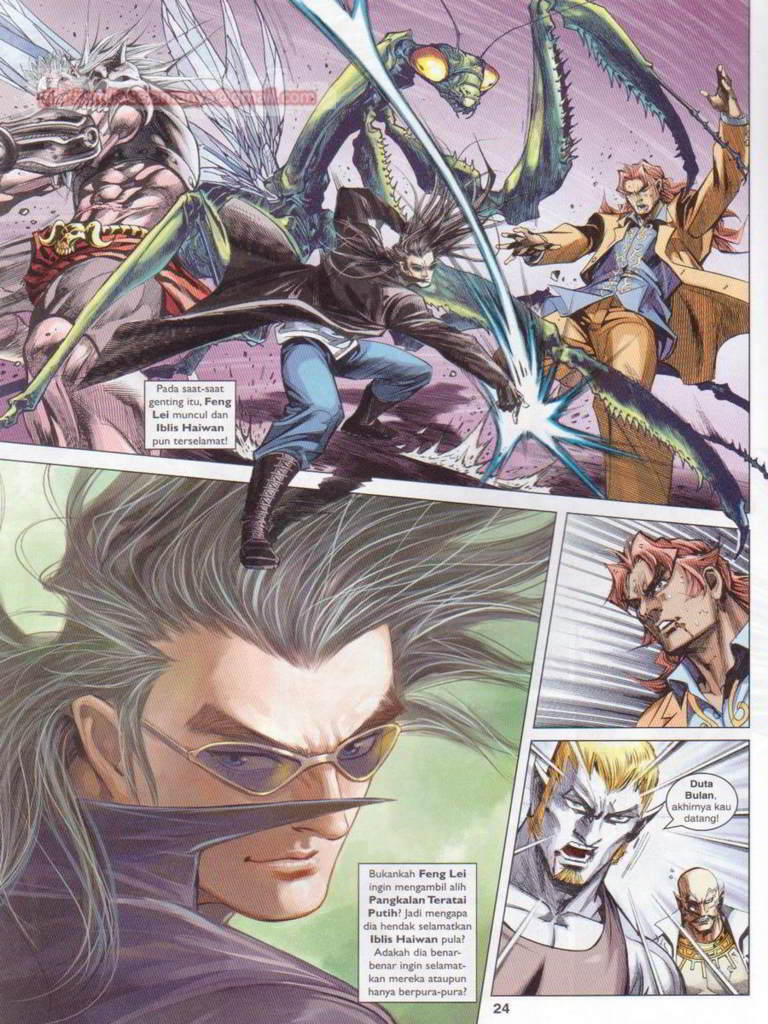 Pada saat-saat
genting itu, Feng
Lei muncul dan
Iblis Haiwan
pun terselamat!
Duta
Bulan,
akhirnya kau
datang!
Bukankah Feng Lei
ingin mengambil alih
Pangkalan Teratai
Putih? Jadi mengapa
dia hendak selamatkan
Iblis Haiwan pula?
Adakah dia benar-
benar ingin selamat-
kan mereka ataupun
hanya berpura-pura?
24